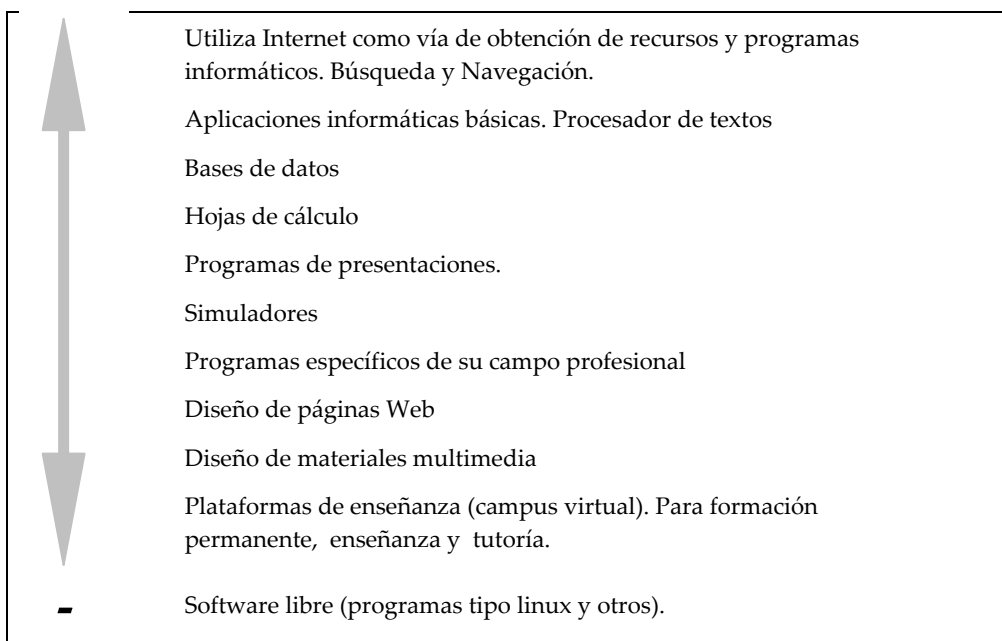 Utiliza Internet como vía de obtención de recursos y programas
informáticos. Búsqueda y Navegación.
Aplicaciones informáticas básicas. Procesador de textos
Bases de datos
Hojas de cálculo
Programas de presentaciones.
Simuladores
Programas específicos de su campo profesional
Diseño de páginas Web
Diseño de materiales multimedia
Plataformas de enseñanza (campus virtual). Para formación
permanente, enseñanza y tutoría.
- Software libre (programas tipo linux y otros).